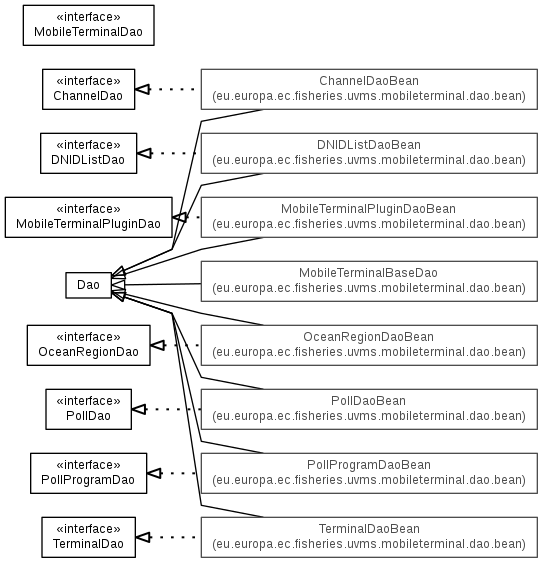 «interface»
MobileTerminalDao
«interface»
ChannelDao
ChannelDaoBean
(eu.europa.ec.fisheries.uvms.mobileterminal.dao.bean)
«interface»
DNIDListDao
DNIDListDaoBean
(eu.europa.ec.fisheries.uvms.mobileterminal.dao.bean)
«interface»
MobileTerminalPluginDao
MobileTerminalPluginDaoBean
(eu.europa.ec.fisheries.uvms.mobileterminal.dao.bean)
Dao
MobileTerminalBaseDao
(eu.europa.ec.fisheries.uvms.mobileterminal.dao.bean)
«interface»
OceanRegionDao
OceanRegionDaoBean
(eu.europa.ec.fisheries.uvms.mobileterminal.dao.bean)
«interface»
PollDao
PollDaoBean
(eu.europa.ec.fisheries.uvms.mobileterminal.dao.bean)
«interface»
PollProgramDao
PollProgramDaoBean
(eu.europa.ec.fisheries.uvms.mobileterminal.dao.bean)
«interface»
TerminalDao
TerminalDaoBean
(eu.europa.ec.fisheries.uvms.mobileterminal.dao.bean)